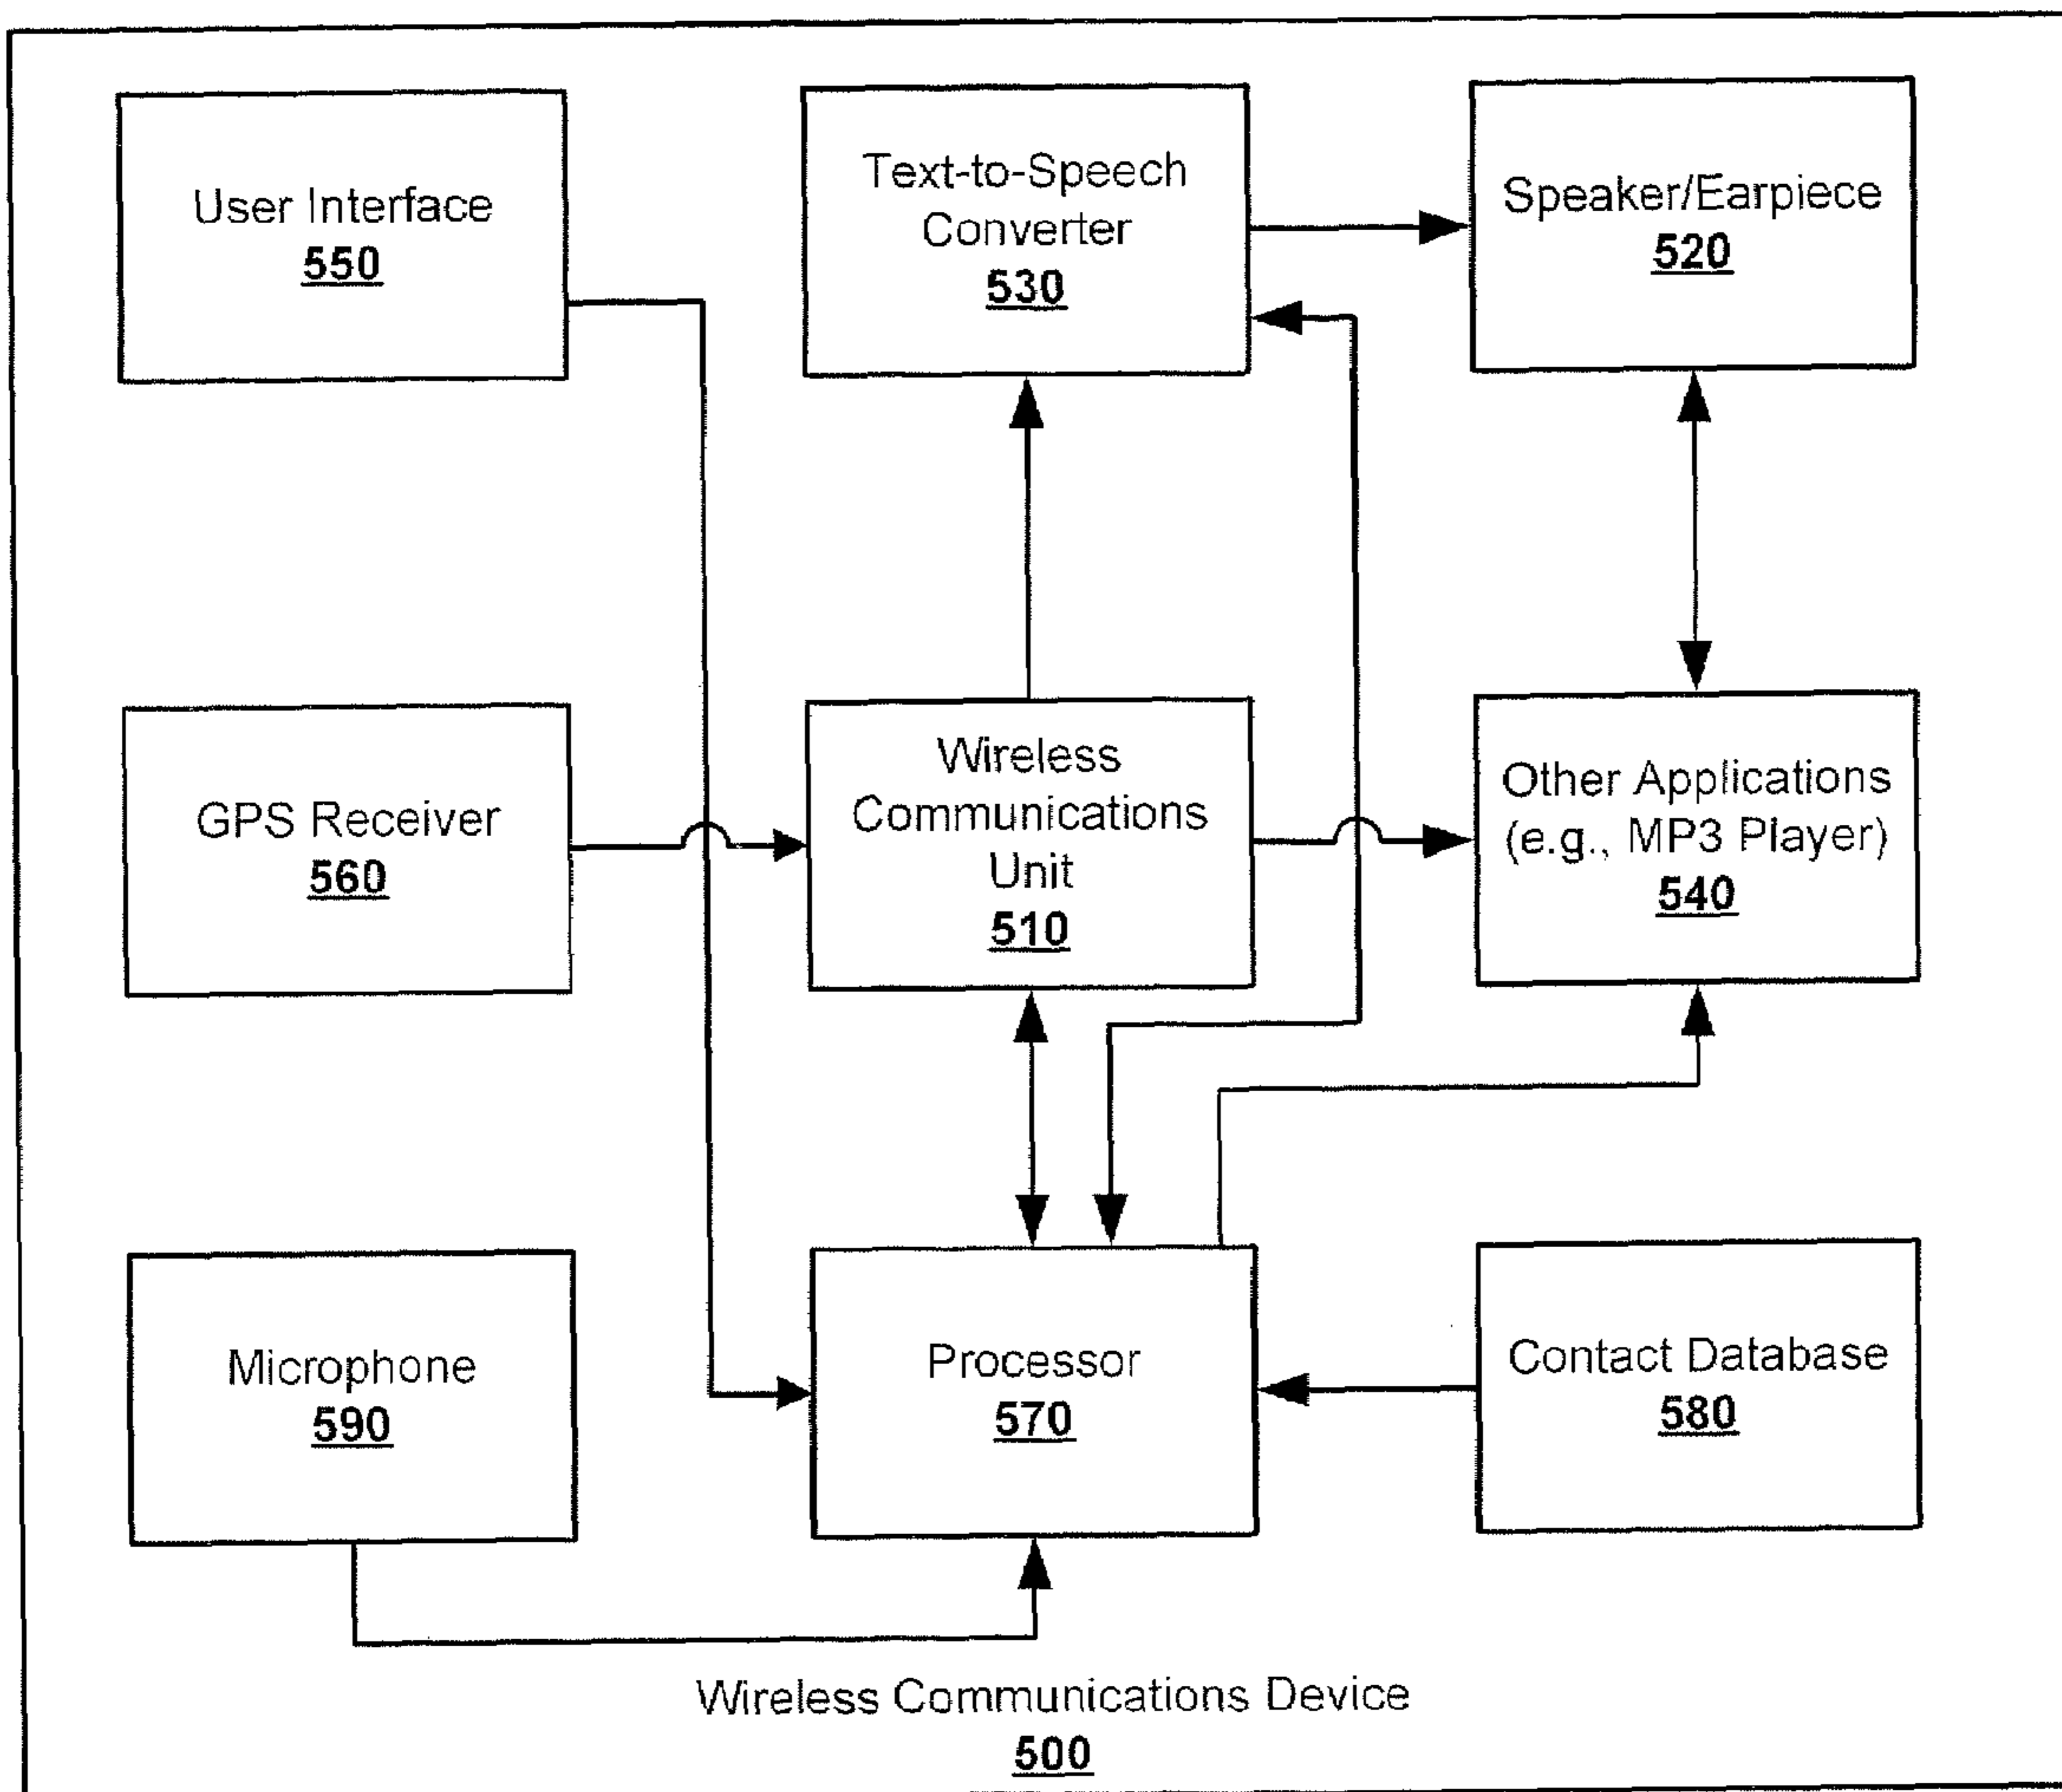 User Interface
550
Text-to-Speech
Converter
530
Speaker/Earpiece
520
GPS Receiver
560
Wireless
Communications
Unit
510
Other Applications
(e.g., MP3 Player)
540
Microphone
590
Processor
570
Contact Database
580
Wireless Communications Device
500